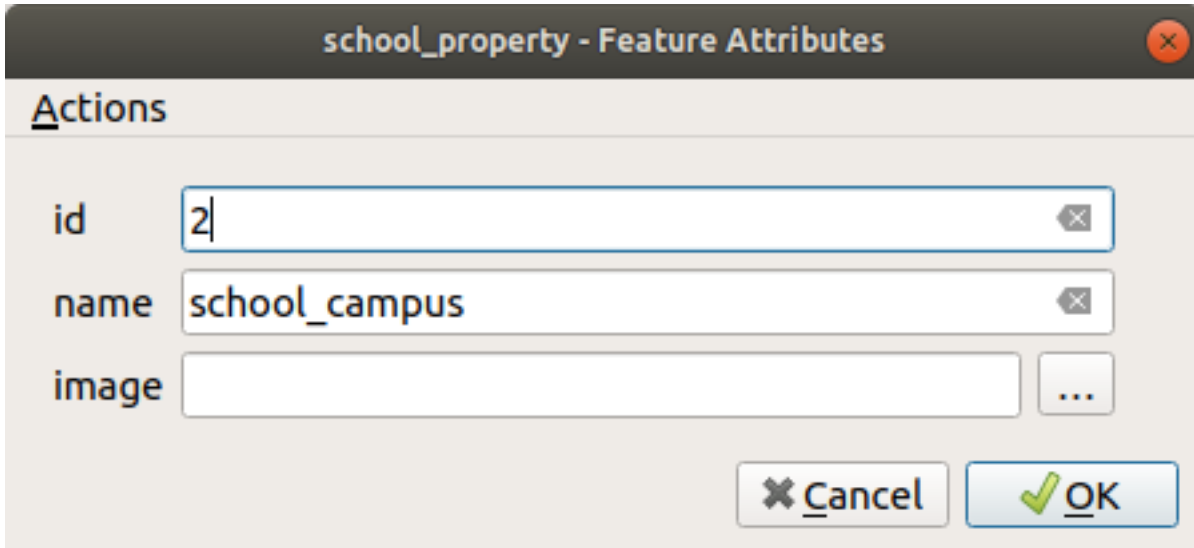 school_property - Feature Attributes
Actions
id 2
name school_campus
image ...
Cancel OK